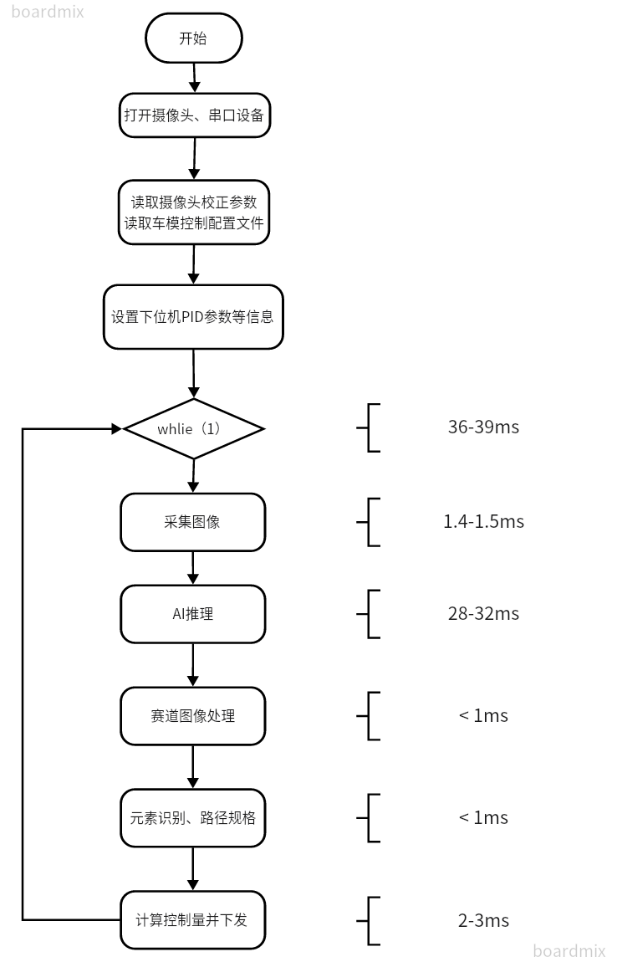 boardmix
开始
打开摄像头、串口设备
读取摄像头校正参数
读取车模控制配置文件
设置下位机PID参数等信息
whlie（1）
36-39ms
采集图像
1.4-1.5ms
AI推理
28-32ms
赛道图像处理
< 1ms
元素识别、路径规格
< 1ms
计算控制量并下发
2-3ms
boardmix